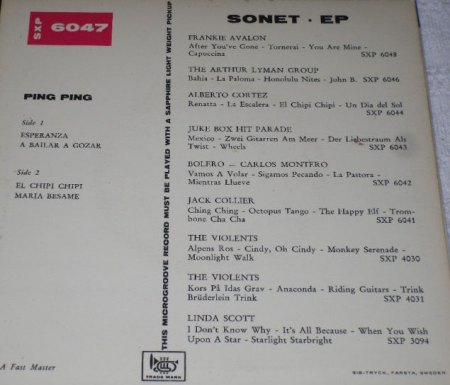 SXP 6047
PING PING
Side 1
ESPERANZA
A BAILAR A GOZAR
Side 2
EL CHIPI CHIPI
MARIA BESAME
A Fast Master
THIS MICROGROOVE RECORD MUST BE PLAYED WITH A SAPPHIRE LIGHT WEIGHT PICKUP
TRADE MARK
SONET · EP
FRANKIE AVALON
After You've Gone - Tornerai - You Are Mine -
Capuccina SXP 6048
THE ARTHUR LYMAN GROUP
Bahia - La Paloma - Honolulu Nites - John B. SXP 6046
ALBERTO CORTEZ
Renatta - La Escalera - El Chipi Chipi - Un Dia del Sol
SXP 6044
JUKE BOX HIT PARADE
Mexico - Zwei Gitarren Am Meer - Der Liebestraum Als
Twist - Wheels SXP 6043
BOLERO — CARLOS MONTERO
Vamos A Volar - Sigamos Pecando - La Pastora -
Mientras Llueve SXP 6042
JACK COLLIER
Ching Ching - Octopus Tango - The Happy Elf - Trom-
bone Cha Cha SXP 6041
THE VIOLENTS
Alpens Ros - Cindy, Oh Cindy - Monkey Serenade -
Moonlight Walk SXP 4030
THE VIOLENTS
Kors På Idas Grav - Anaconda - Riding Guitars - Trink
Brüderlein Trink SXP 4031
LINDA SCOTT
I Don't Know Why - It's All Because - When You Wish
Upon A Star - Starlight Starbright SXP 3094
SIB-TRYCK, FARSTA, SWEDEN